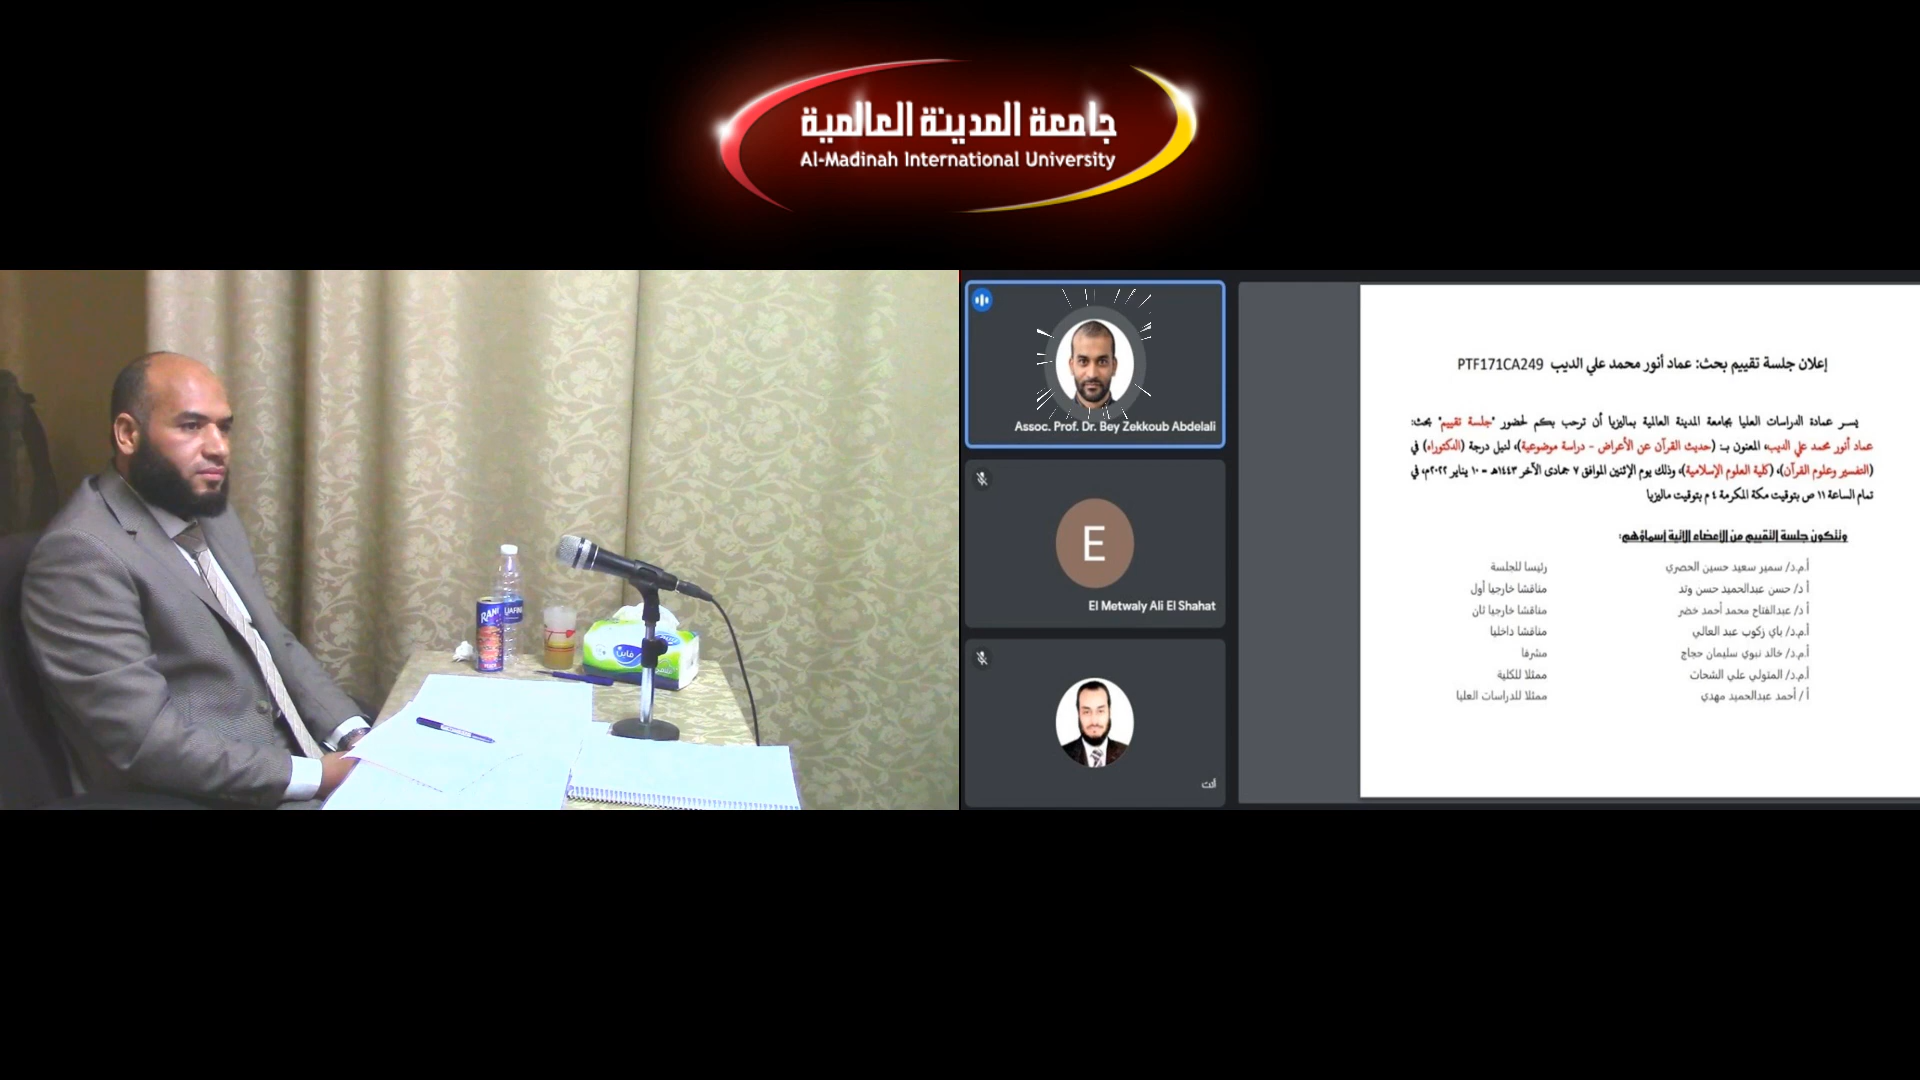 جامعة المدينة العالمية
Al-Madinah International University
Assoc. Prof. Dr. Bey Zekkoub Abdelali
E
El Metwaly Ali El Shahat
أنت
إعلان جلسة تقييم بحث: عماد أنور محمد علي الديب PTF171CA249
يسر عمادة الدراسات العليا بجامعة المدينة العالمية بماليزيا أن ترحب بكم لحضور "جلسة تقييم" بحث:
عماد أنور محمد علي الديب، المعنون بـ: (حديث القرآن عن الأعراض - دراسة موضوعية)، لنيل درجة (الدكتوراه) في
(التفسير وعلوم القرآن)، (كلية العلوم الإسلامية)، وذلك يوم الإثنين الموافق ٧ جمادى الآخر ١٤٤٣هـ - ١٠ يناير ٢٠٢٢م، في
تمام الساعة ١١ ص بتوقيت مكة المكرمة ٤ م بتوقيت ماليزيا
وتتكون جلسة التقييم من الأعضاء الآتية أسماؤهم:
أ.م.د/ سمير سعيد حسين الحصري رئيسا للجلسة
أ د/ حسن عبدالحميد حسن وتد مناقشا خارجيا أول
أ د/ عبدالفتاح محمد أحمد خضر مناقشا خارجيا ثان
أ.م.د/ باي زكوب عبد العالي مناقشا داخليا
أ.م.د/ خالد نبوي سليمان حجاج مشرفا
أ.م.د/ المتولي علي الشحات ممثلا للكلية
أ / أحمد عبدالحميد مهدي ممثلا للدراسات العليا
RANI
فاين